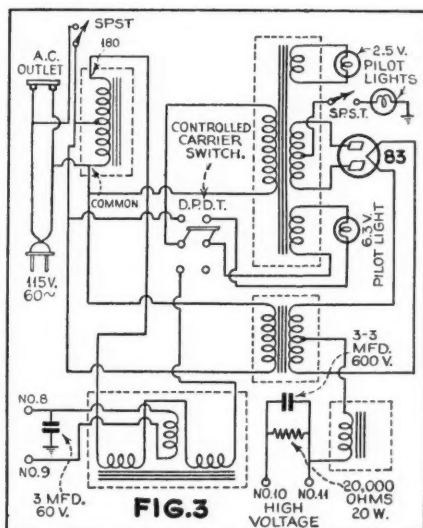 SPST
A.C.
OUTLET
180
2.5 V.
PILOT
LIGHTS
S.P.S.T.
CONTROLLED
CARRIER
SWITCH.
83
COMMON
D.P.D.T.
6.3 V.
PILOT LIGHT
115V.
60~
3-3
MFD.
600 V.
NO.8
NO.9
3 MFD.
60 V.
FIG.3
NO.10
NO.11
HIGH
VOLTAGE
20,000
OHMS
20 W.